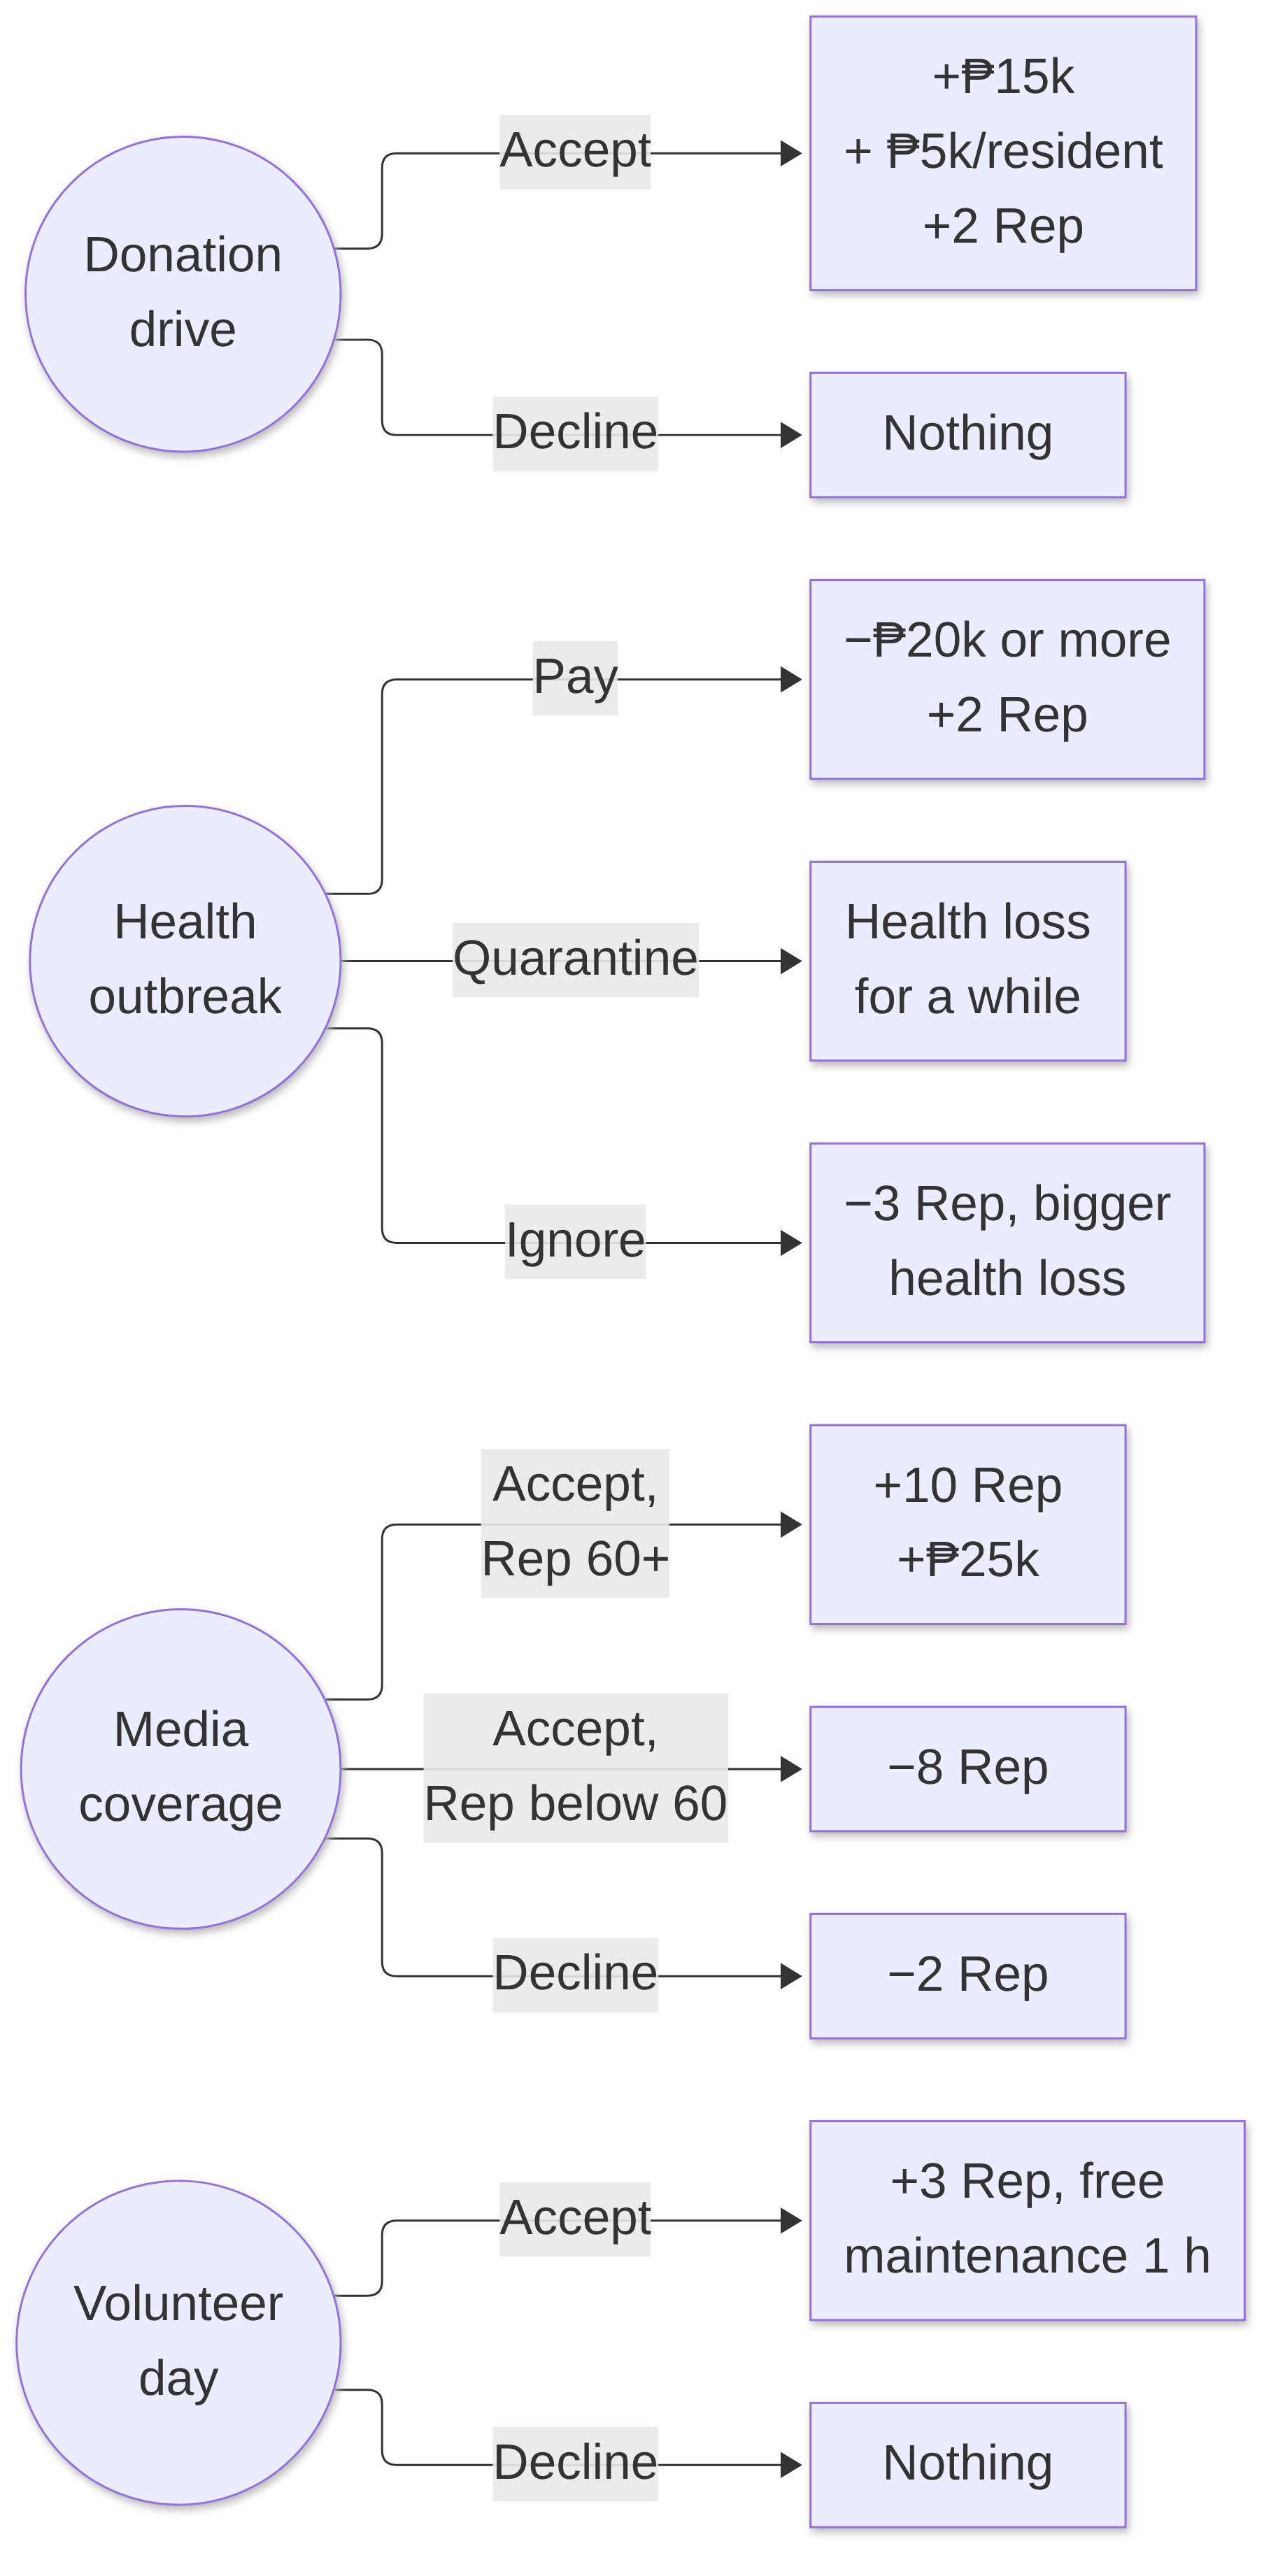 Donation
drive
Accept
+₱15k
+ ₱5k/resident
+2 Rep
Decline
Nothing
Health
outbreak
Pay
−₱20k or more
+2 Rep
Quarantine
Health loss
for a while
Ignore
−3 Rep, bigger
health loss
Media
coverage
Accept,
Rep 60+
+10 Rep
+₱25k
Accept,
Rep below 60
−8 Rep
Decline
−2 Rep
Volunteer
day
Accept
+3 Rep, free
maintenance 1 h
Decline
Nothing